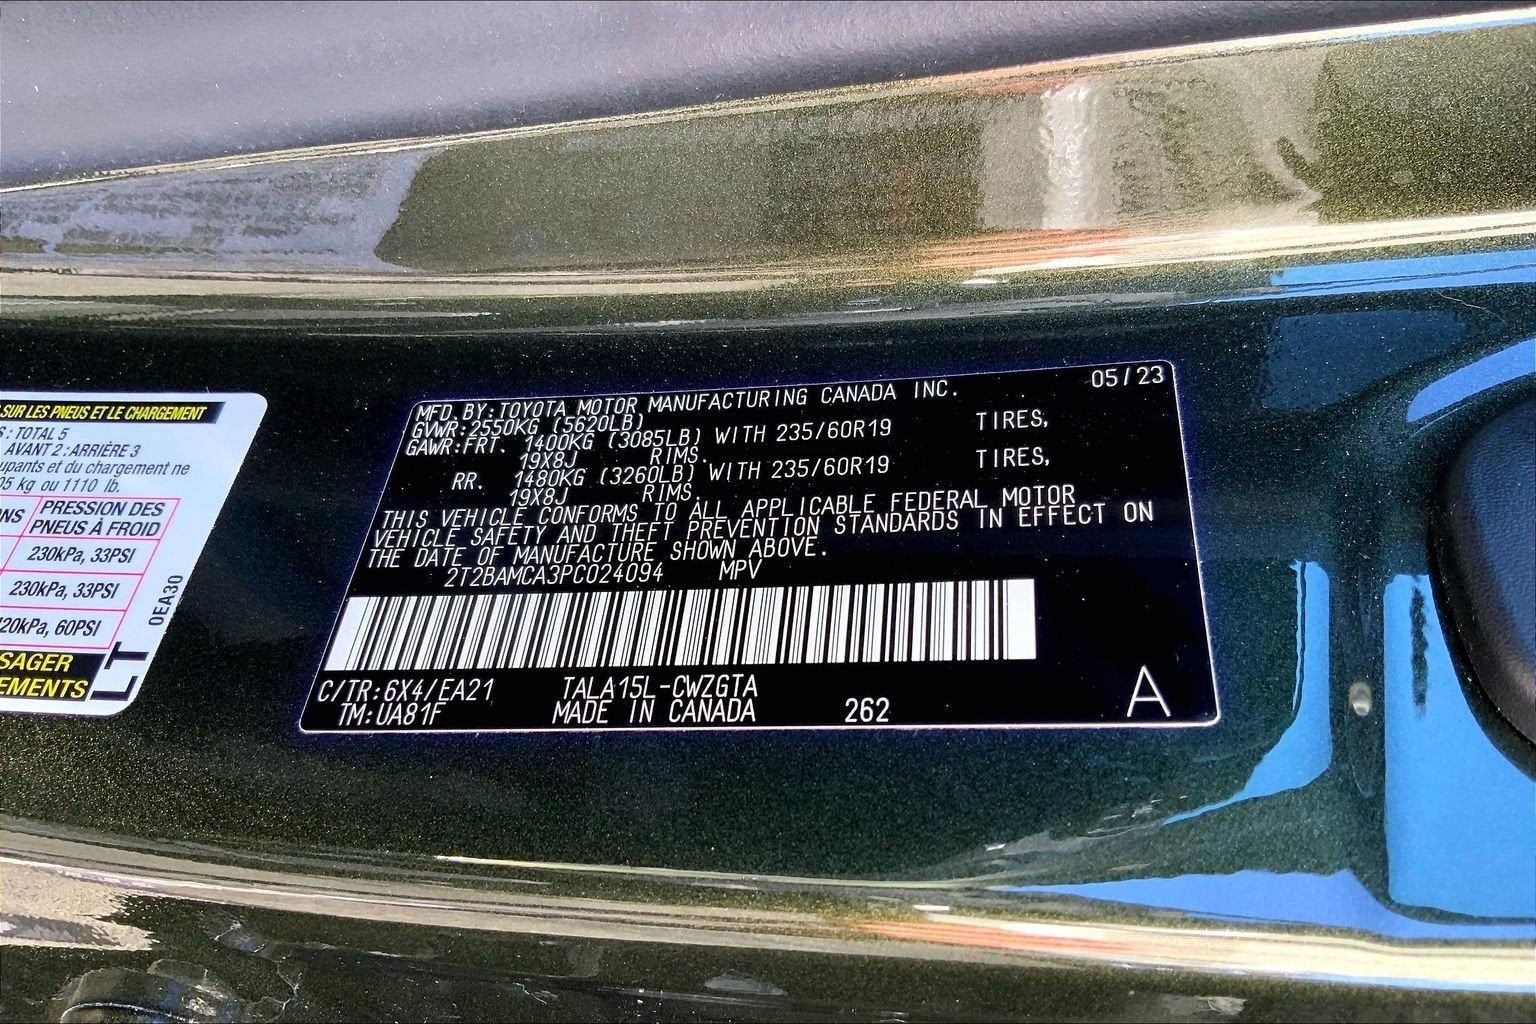 SUR LES PNEUS ET LE CHARGEMENT
: TOTAL 5
AVANT 2 : ARRIÈRE 3
upants et du chargement ne
05 kg ou 1110 lb.
PRESSION DES
PNEUS À FROID
230kPa, 33PSI
230kPa, 33PSI
20kPa, 60PSI
0EA30
SAGER
EMENTS
LT
MFD. BY: TOYOTA MOTOR MANUFACTURING CANADA INC. 05/23
GVWR: 2550KG (5620LB)
GAWR: FRT. 1400KG (3085LB) WITH 235/60R19 TIRES,
19X8J RIMS.
RR. 1480KG (3260LB) WITH 235/60R19 TIRES,
19X8J RIMS.
THIS VEHICLE CONFORMS TO ALL APPLICABLE FEDERAL MOTOR
VEHICLE SAFETY AND THEFT PREVENTION STANDARDS IN EFFECT ON
THE DATE OF MANUFACTURE SHOWN ABOVE.
2T2BAMCA3PC024094 MPV
C/TR: 6X4/EA21 TALA15L-CWZGTA
TM: UA81F MADE IN CANADA 262 A